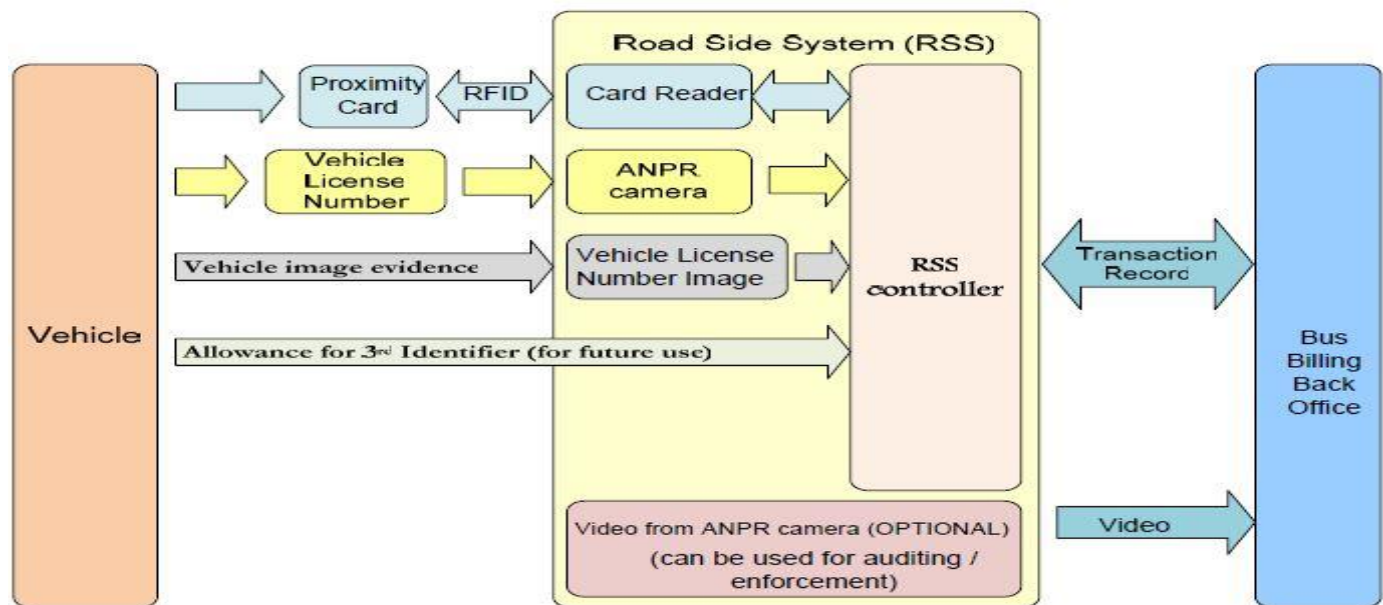 Road Side System (RSS)
Proximity
Card
RFID
Card Reader
Vehicle
License
Number
ANPR
camera
Vehicle image evidence
Vehicle License
Number Image
RSS
controller
Transaction
Record
Vehicle
Allowance for 3rd Identifier (for future use)
Bus
Billing
Back
Office
Video from ANPR camera (OPTIONAL)
(can be used for auditing /
enforcement)
Video